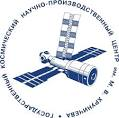 ГОСУДАРСТВЕННЫЙ КОСМИЧЕСКИЙ НАУЧНО-ПРОИЗВОДСТВЕННЫЙ ЦЕНТР им. М. В. ХРУНИЧЕВА